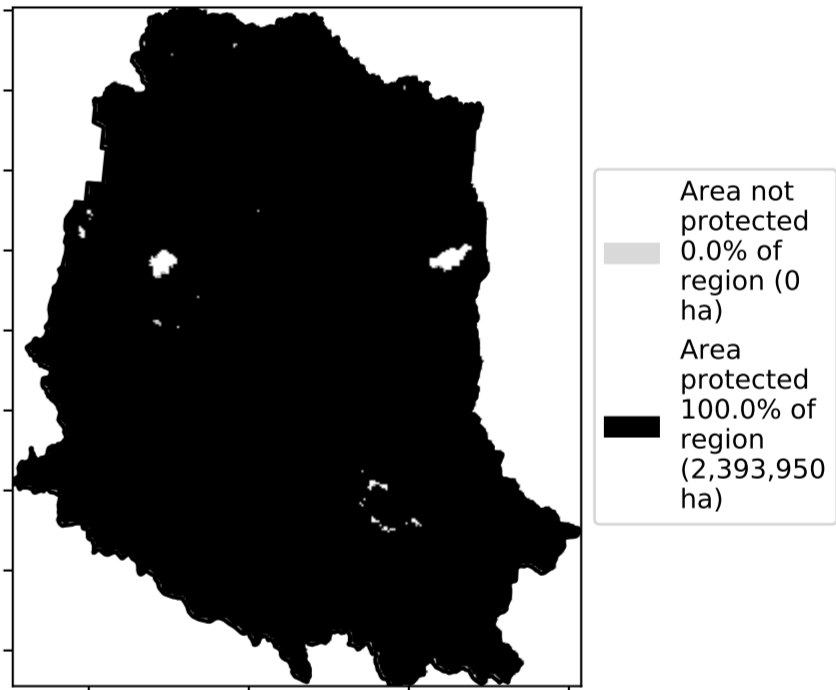 Area not
protected
0.0% of
region (0
ha)
Area
protected
100.0% of
region
(2,393,950
ha)